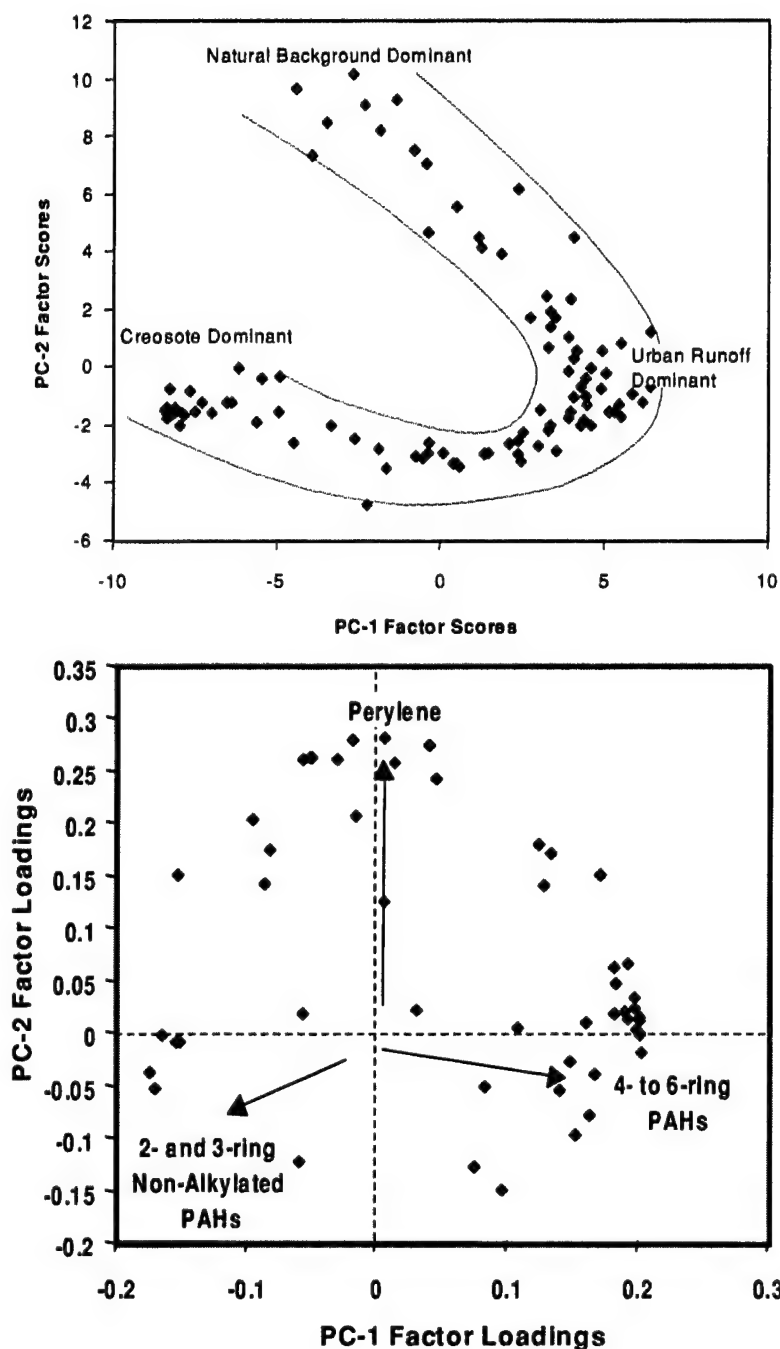 12
10
8
6
4
2
0
-2
-4
-6
PC-2 Factor Scores
Natural Background Dominant
Creosote Dominant
Urban Runoff
Dominant
-10
-5
0
5
10
PC-1 Factor Scores
0.35
0.3
0.25
0.2
0.15
0.1
0.05
0
-0.05
-0.1
-0.15
-0.2
PC-2 Factor Loadings
Perylene
4- to 6-ring
PAHs
2- and 3-ring
Non-Alkylated
PAHs
-0.2
-0.1
0
0.1
0.2
0.3
PC-1 Factor Loadings